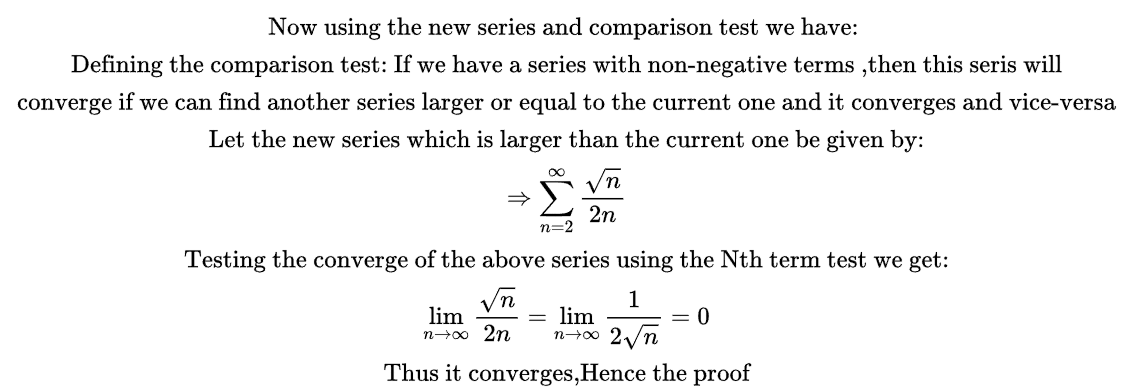 Now using the new series and comparison test we have:
Defining the comparison test: If we have a series with non-negative terms ,then this seris will
converge if we can find another series larger or equal to the current one and it converges and vice-versa
Let the new series which is larger than the current one be given by:
⇒ ∑_{n=2}^{∞} √n / 2n
Testing the converge of the above series using the Nth term test we get:
lim_{n→∞} √n / 2n = lim_{n→∞} 1 / 2√n = 0
Thus it converges,Hence the proof